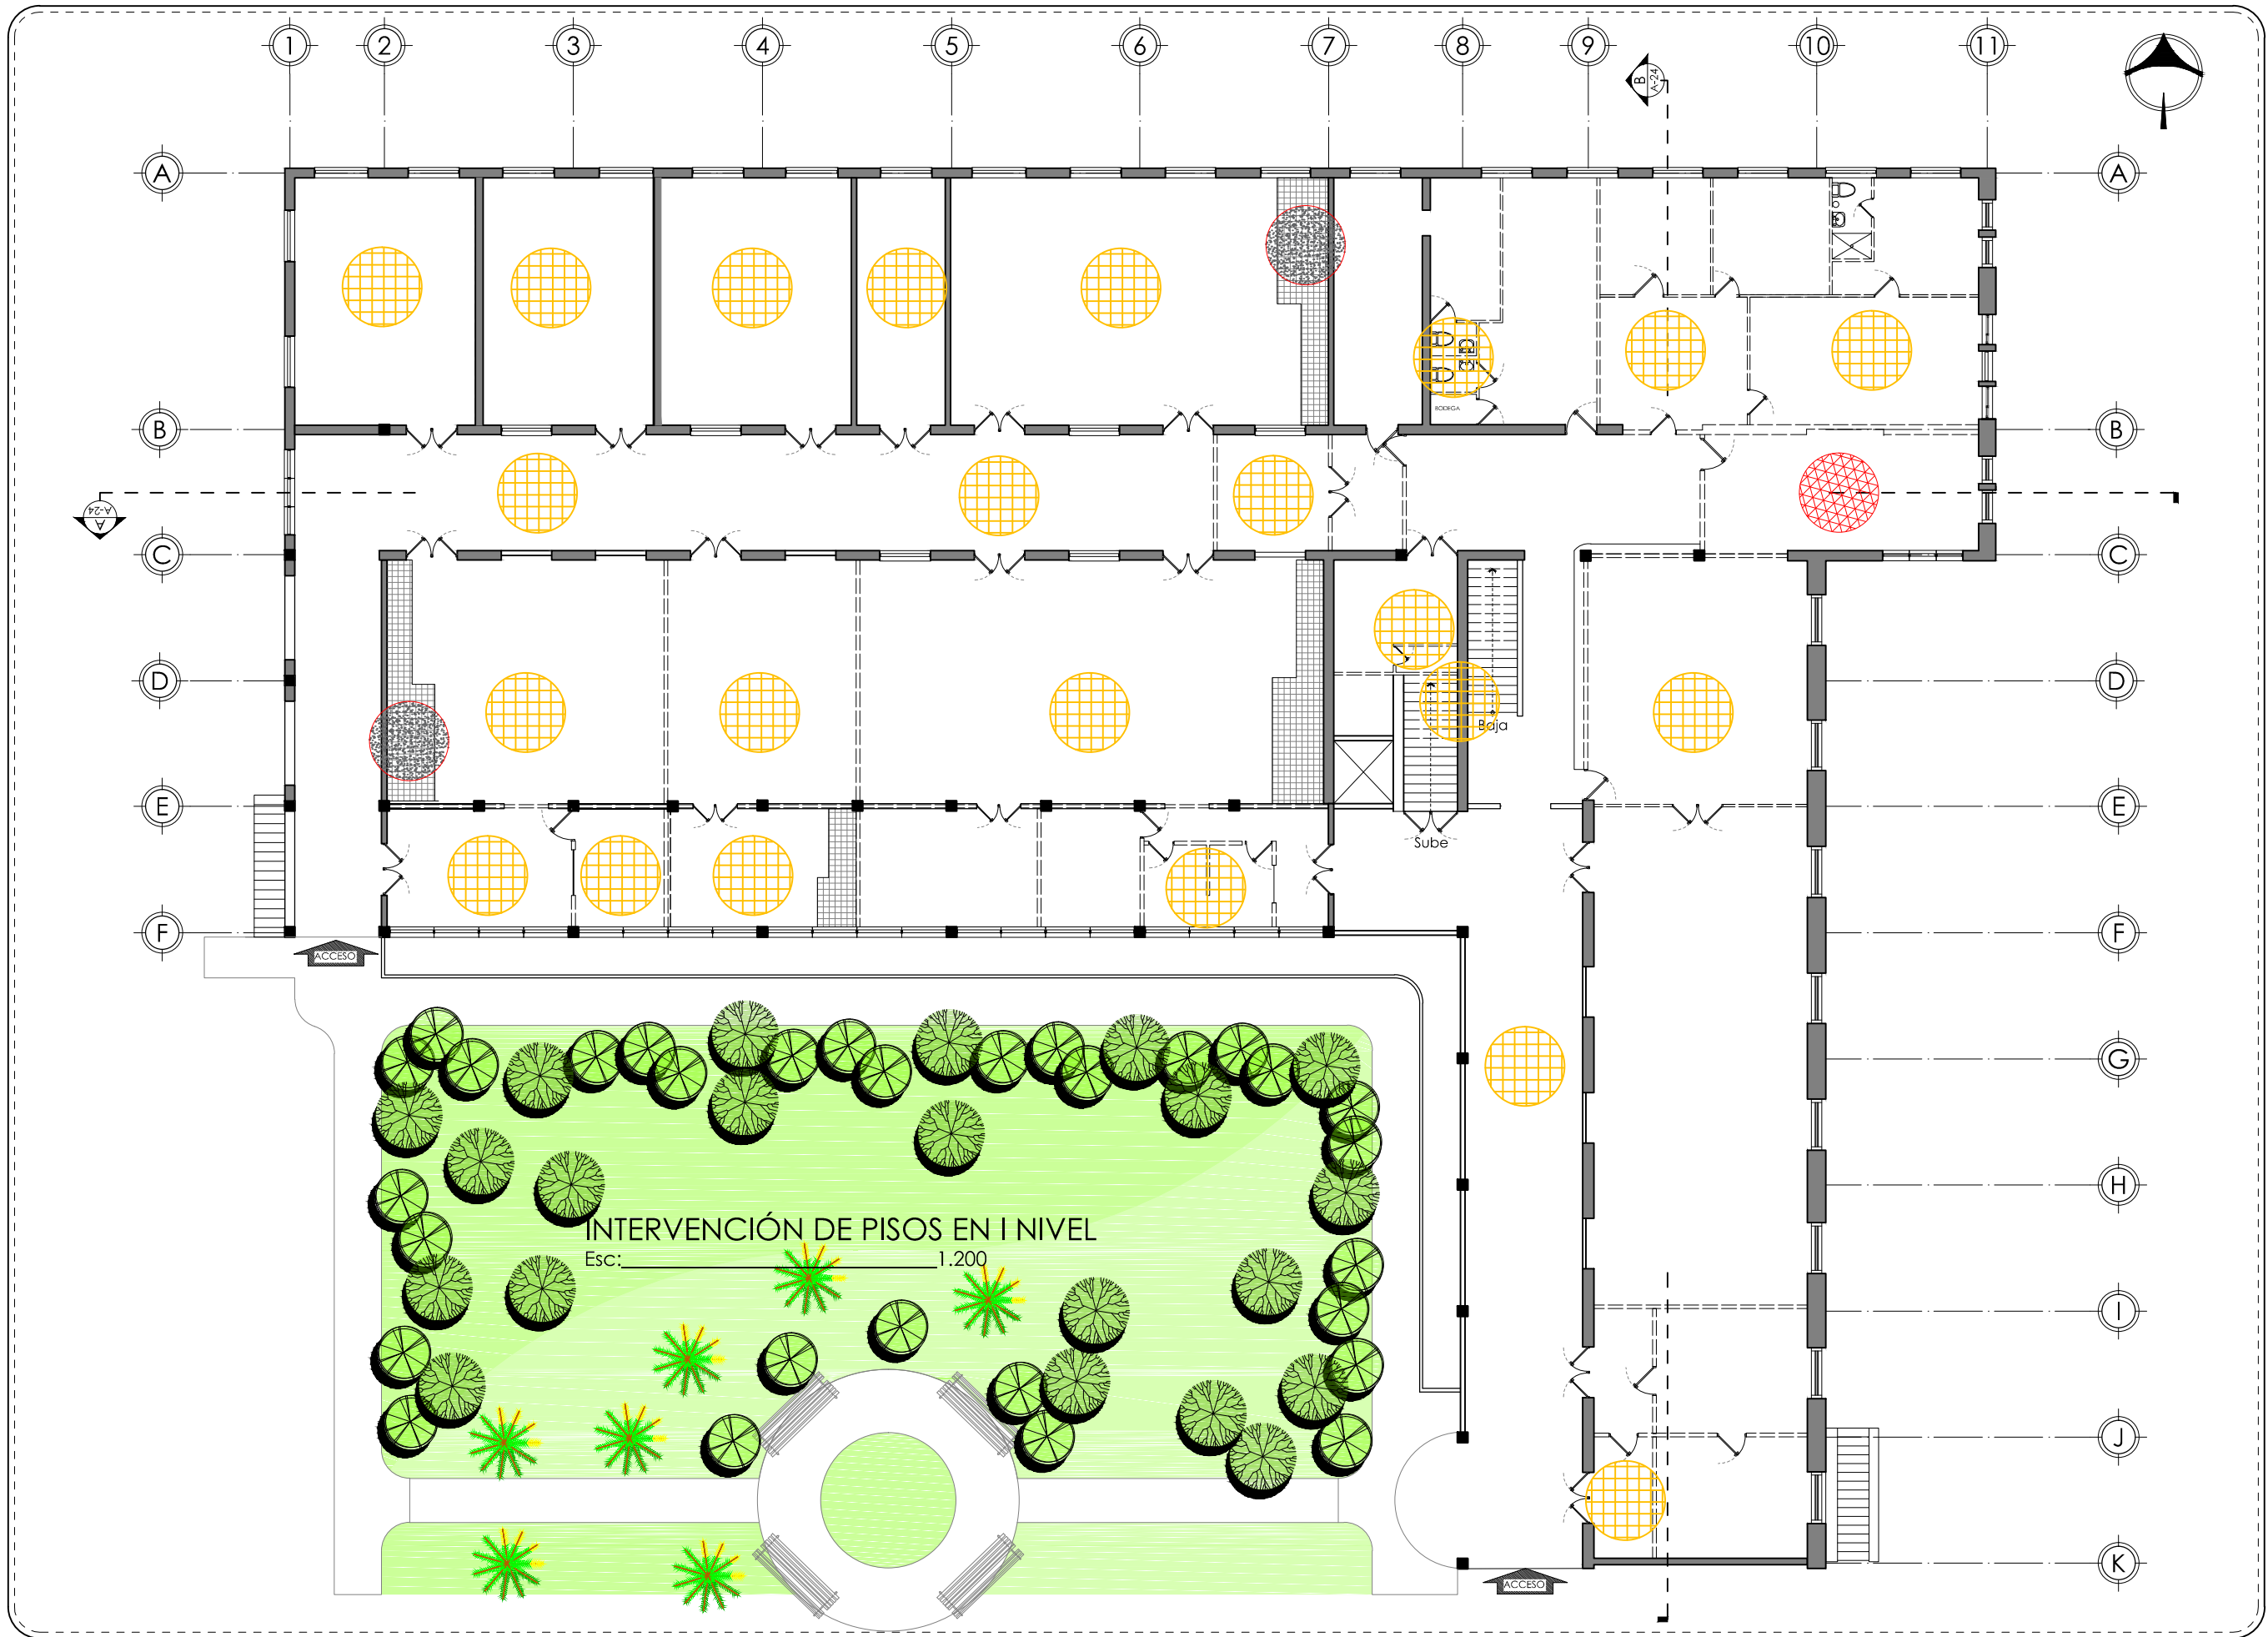 1 2 3 4 5 6 7 8 9 10 11
B
A-24
A A
BODEGA
B B
A
A-24
C C
D D
Baja
E E
Sube
F F
ACCESO
G
H
INTERVENCIÓN DE PISOS EN I NIVEL
Esc: 1.200
I
J
K
ACCESO